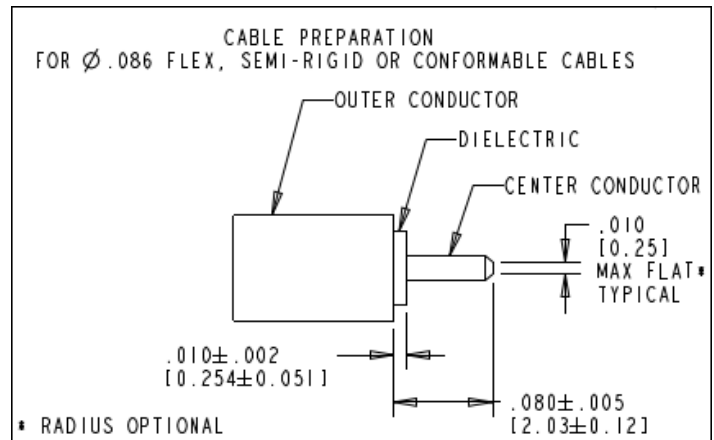 CABLE PREPARATION
FOR Ø .086 FLEX, SEMI-RIGID OR CONFORMABLE CABLES
OUTER CONDUCTOR
DIELECTRIC
CENTER CONDUCTOR
.010
[0.25]
MAX FLAT*
TYPICAL
.010±.002
[0.254±0.051]
.080±.005
[2.03±0.12]
* RADIUS OPTIONAL